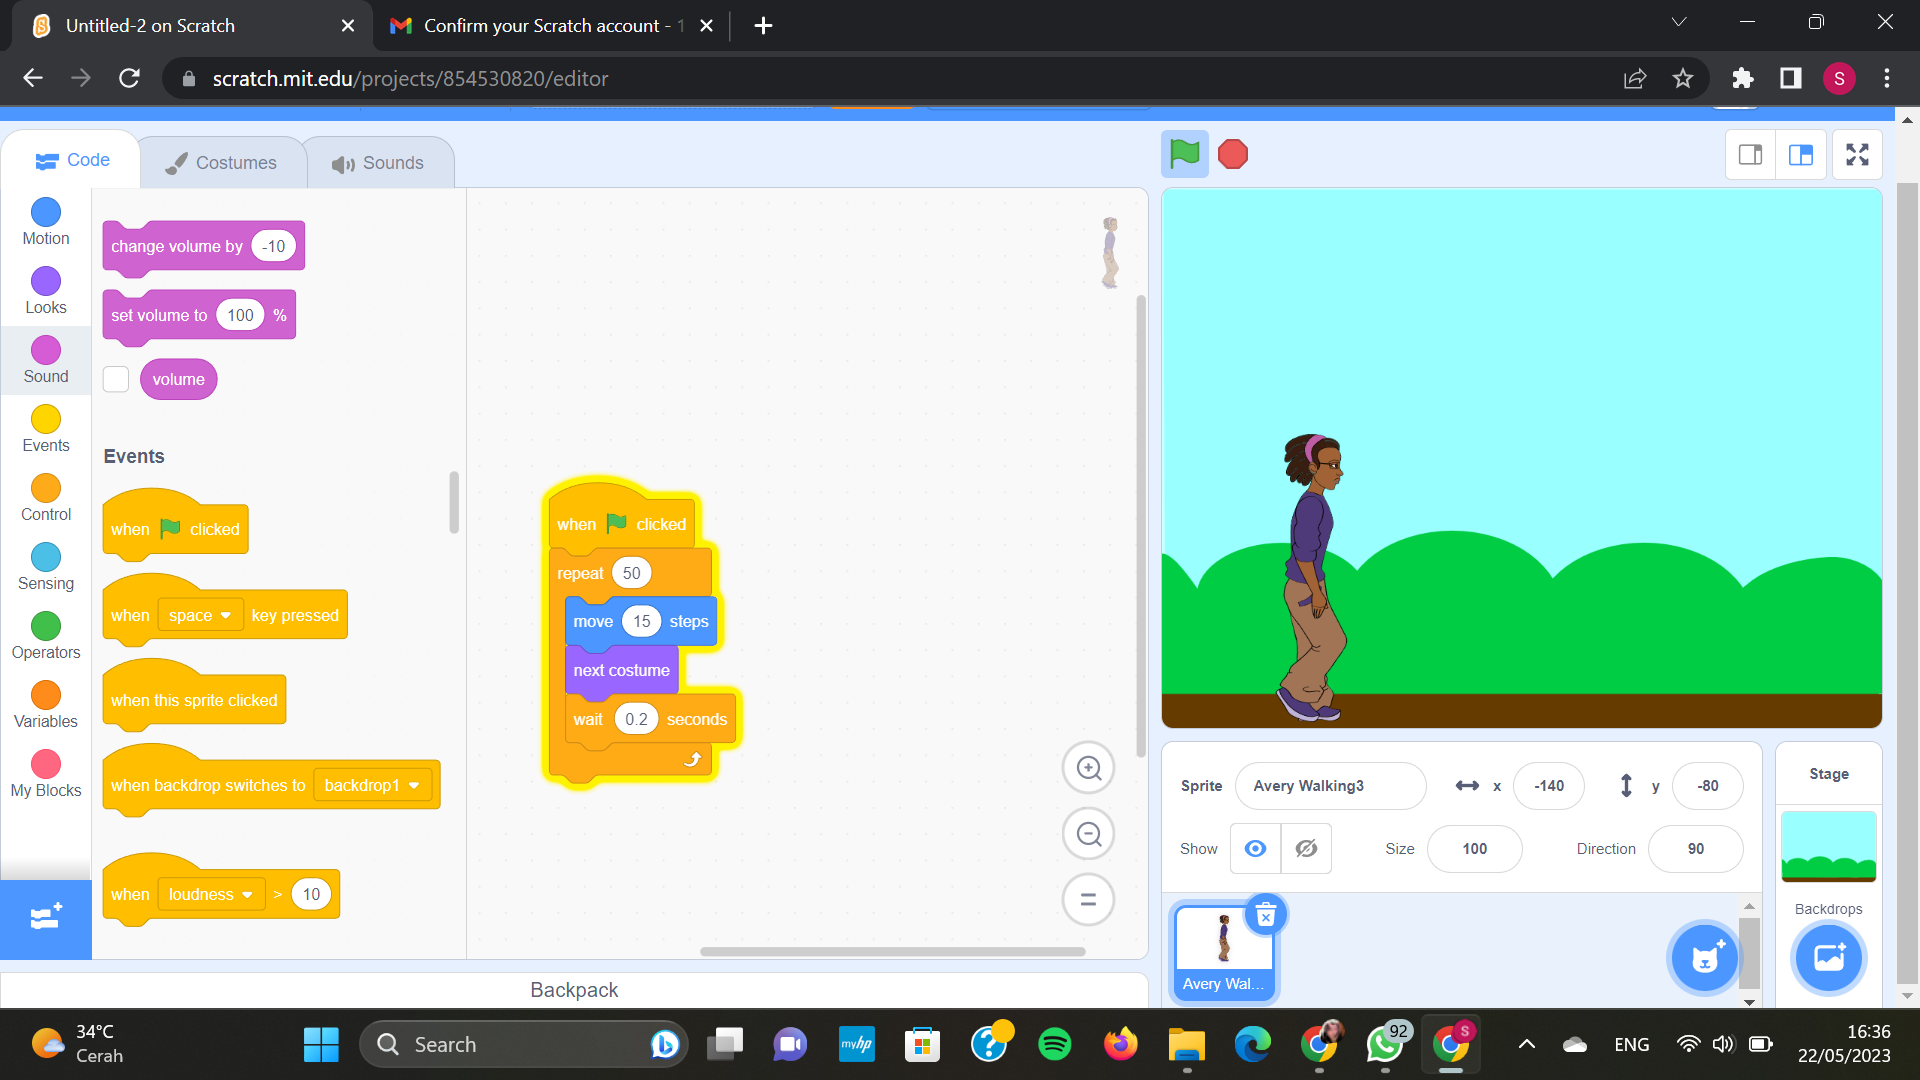 Untitled-2 on Scratch
Confirm your Scratch account - 1
scratch.mit.edu/projects/854530820/editor
S
Code
Costumes
Sounds
Motion
Looks
Sound
Events
Control
Sensing
Operators
Variables
My Blocks
change volume by -10
set volume to 100 %
volume
Events
when clicked
when space key pressed
when this sprite clicked
when backdrop switches to backdrop1
when loudness > 10
when clicked
repeat 50
move 15 steps
next costume
wait 0.2 seconds
Backpack
Sprite Avery Walking3 x -140 y -80
Show Size 100 Direction 90
Avery Wal...
Stage
Backdrops
34°C
Cerah
Search
myhp
92
S
ENG
16:36
22/05/2023